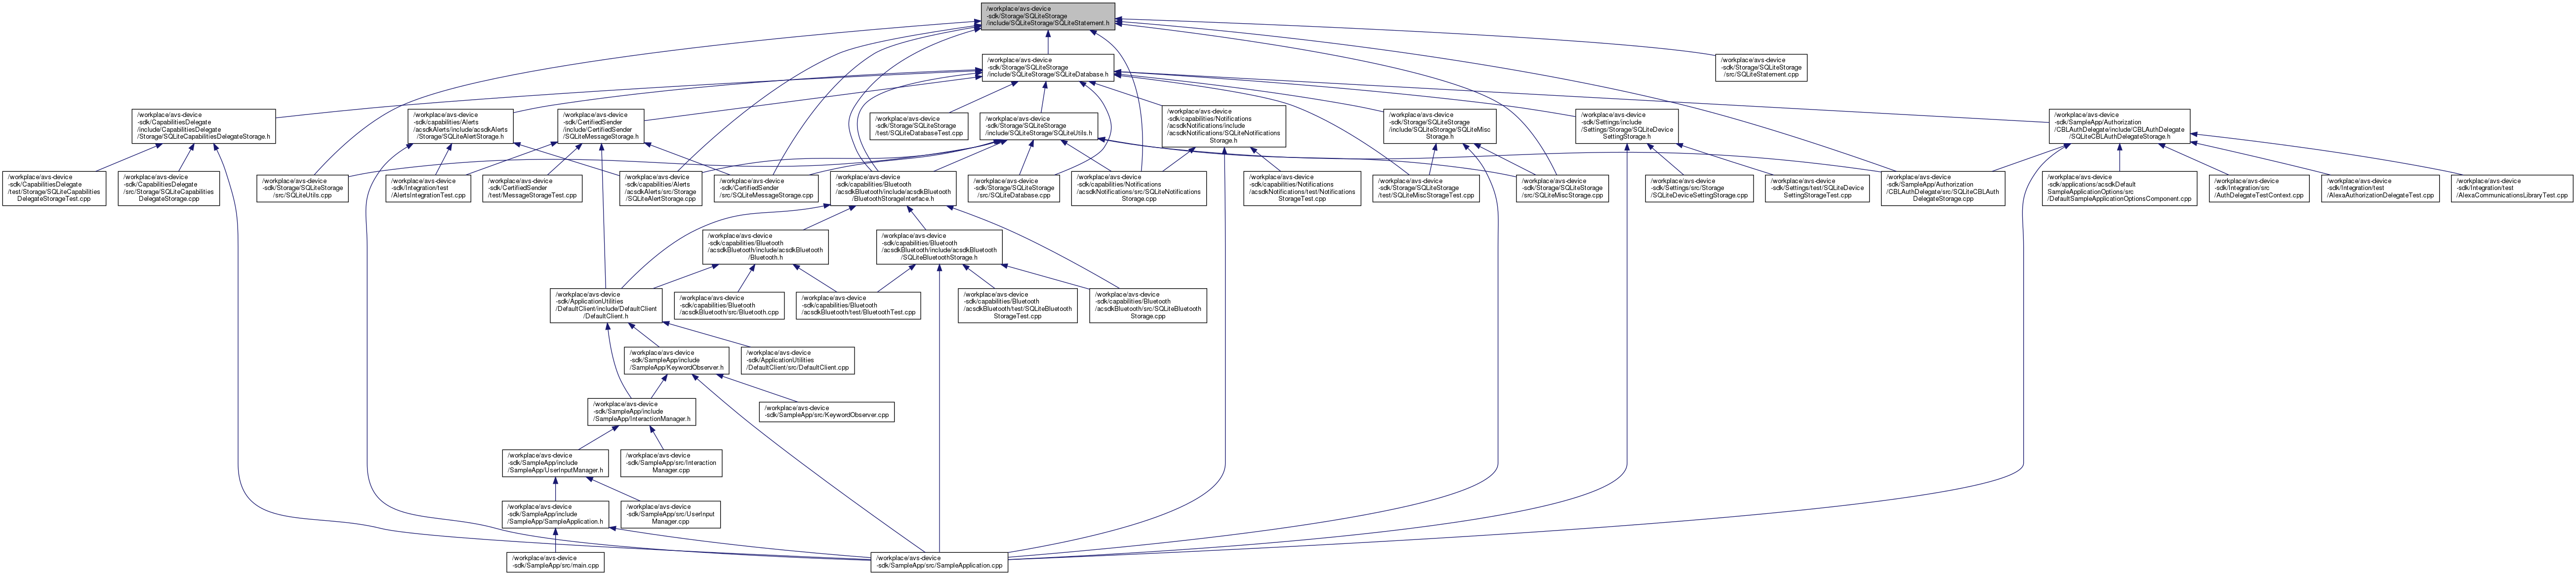 /workplace/avs-device
-sdk/Storage/SQLiteStorage
/include/SQLiteStorage/SQLiteStatement.h
/workplace/avs-device
-sdk/Storage/SQLiteStorage
/include/SQLiteStorage/SQLiteDatabase.h
/workplace/avs-device
-sdk/Storage/SQLiteStorage
/src/SQLiteStatement.cpp
/workplace/avs-device
-sdk/CapabilitiesDelegate
/include/CapabilitiesDelegate
/Storage/SQLiteCapabilitiesDelegateStorage.h
/workplace/avs-device
-sdk/capabilities/Alerts
/acsdkAlerts/include/acsdkAlerts
/Storage/SQLiteAlertStorage.h
/workplace/avs-device
-sdk/CertifiedSender
/include/CertifiedSender
/SQLiteMessageStorage.h
/workplace/avs-device
-sdk/Storage/SQLiteStorage
/test/SQLiteDatabaseTest.cpp
/workplace/avs-device
-sdk/Storage/SQLiteStorage
/include/SQLiteStorage/SQLiteUtils.h
/workplace/avs-device
-sdk/capabilities/Notifications
/acsdkNotifications/include
/acsdkNotifications/SQLiteNotifications
Storage.h
/workplace/avs-device
-sdk/Storage/SQLiteStorage
/include/SQLiteStorage/SQLiteMisc
Storage.h
/workplace/avs-device
-sdk/Settings/include
/Settings/Storage/SQLiteDevice
SettingStorage.h
/workplace/avs-device
-sdk/SampleApp/Authorization
/CBLAuthDelegate/include/CBLAuthDelegate
/SQLiteCBLAuthDelegateStorage.h
/workplace/avs-device
-sdk/CapabilitiesDelegate
/test/Storage/SQLiteCapabilities
DelegateStorageTest.cpp
/workplace/avs-device
-sdk/CapabilitiesDelegate
/src/Storage/SQLiteCapabilities
DelegateStorage.cpp
/workplace/avs-device
-sdk/Storage/SQLiteStorage
/src/SQLiteUtils.cpp
/workplace/avs-device
-sdk/Integration/test
/AlertsIntegrationTest.cpp
/workplace/avs-device
-sdk/CertifiedSender
/test/MessageStorageTest.cpp
/workplace/avs-device
-sdk/capabilities/Alerts
/acsdkAlerts/src/Storage
/SQLiteAlertStorage.cpp
/workplace/avs-device
-sdk/CertifiedSender
/src/SQLiteMessageStorage.cpp
/workplace/avs-device
-sdk/capabilities/Bluetooth
/acsdkBluetooth/include/acsdkBluetooth
/BluetoothStorageInterface.h
/workplace/avs-device
-sdk/Storage/SQLiteStorage
/src/SQLiteDatabase.cpp
/workplace/avs-device
-sdk/capabilities/Notifications
/acsdkNotifications/src/SQLiteNotifications
Storage.cpp
/workplace/avs-device
-sdk/capabilities/Notifications
/acsdkNotifications/test/Notifications
StorageTest.cpp
/workplace/avs-device
-sdk/Storage/SQLiteStorage
/test/SQLiteMiscStorageTest.cpp
/workplace/avs-device
-sdk/Storage/SQLiteStorage
/src/SQLiteMiscStorage.cpp
/workplace/avs-device
-sdk/Settings/src/Storage
/SQLiteDeviceSettingStorage.cpp
/workplace/avs-device
-sdk/Settings/test/SQLiteDevice
SettingStorageTest.cpp
/workplace/avs-device
-sdk/SampleApp/Authorization
/CBLAuthDelegate/src/SQLiteCBLAuth
DelegateStorage.cpp
/workplace/avs-device
-sdk/applications/acsdkDefault
SampleApplicationOptions/src
/DefaultSampleApplicationOptionsComponent.cpp
/workplace/avs-device
-sdk/Integration/src
/AuthDelegateTestContext.cpp
/workplace/avs-device
-sdk/Integration/test
/AlexaAuthorizationDelegateTest.cpp
/workplace/avs-device
-sdk/Integration/test
/AlexaCommunicationsLibraryTest.cpp
/workplace/avs-device
-sdk/capabilities/Bluetooth
/acsdkBluetooth/include/acsdkBluetooth
/Bluetooth.h
/workplace/avs-device
-sdk/capabilities/Bluetooth
/acsdkBluetooth/include/acsdkBluetooth
/SQLiteBluetoothStorage.h
/workplace/avs-device
-sdk/ApplicationUtilities
/DefaultClient/include/DefaultClient
/DefaultClient.h
/workplace/avs-device
-sdk/capabilities/Bluetooth
/acsdkBluetooth/src/Bluetooth.cpp
/workplace/avs-device
-sdk/capabilities/Bluetooth
/acsdkBluetooth/test/BluetoothTest.cpp
/workplace/avs-device
-sdk/capabilities/Bluetooth
/acsdkBluetooth/test/SQLiteBluetooth
StorageTest.cpp
/workplace/avs-device
-sdk/capabilities/Bluetooth
/acsdkBluetooth/src/SQLiteBluetooth
Storage.cpp
/workplace/avs-device
-sdk/SampleApp/include
/SampleApp/KeywordObserver.h
/workplace/avs-device
-sdk/ApplicationUtilities
/DefaultClient/src/DefaultClient.cpp
/workplace/avs-device
-sdk/SampleApp/include
/SampleApp/InteractionManager.h
/workplace/avs-device
-sdk/SampleApp/src/KeywordObserver.cpp
/workplace/avs-device
-sdk/SampleApp/include
/SampleApp/UserInputManager.h
/workplace/avs-device
-sdk/SampleApp/src/Interaction
Manager.cpp
/workplace/avs-device
-sdk/SampleApp/include
/SampleApp/SampleApplication.h
/workplace/avs-device
-sdk/SampleApp/src/UserInput
Manager.cpp
/workplace/avs-device
-sdk/SampleApp/src/main.cpp
/workplace/avs-device
-sdk/SampleApp/src/SampleApplication.cpp